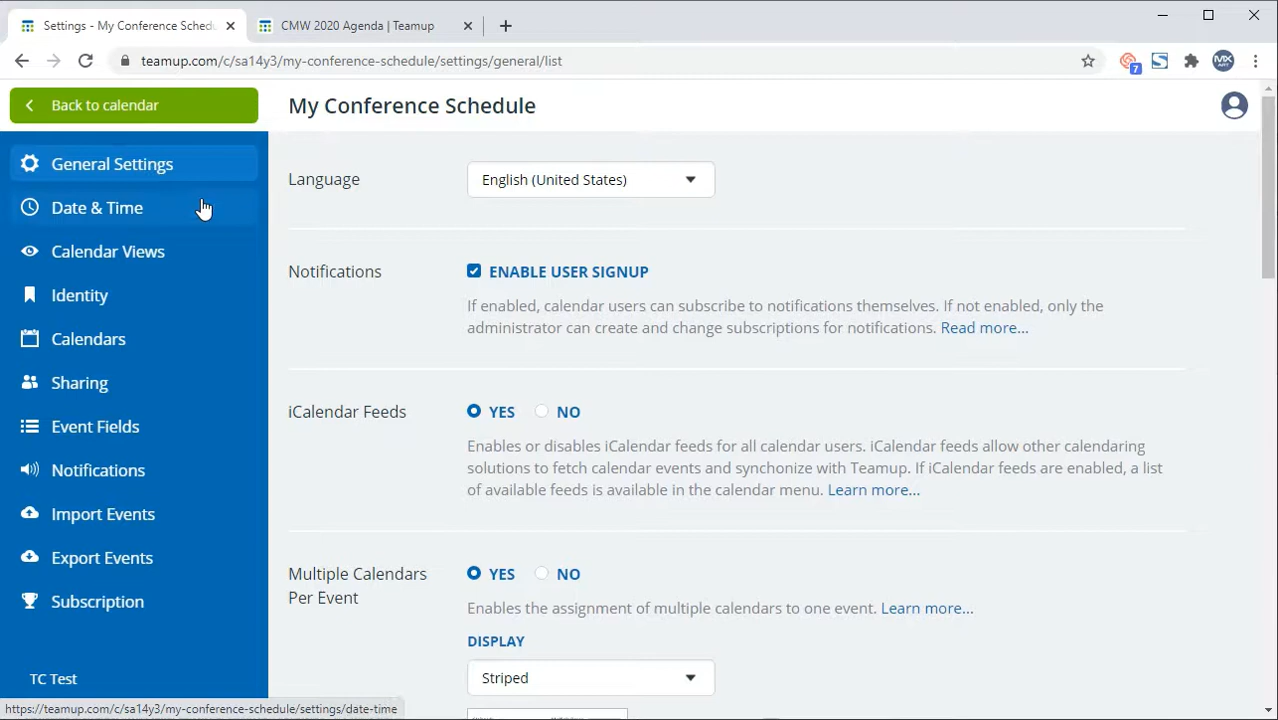 Settings - My Conference Schedu
CMW 2020 Agenda | Teamup
teamup.com/c/sa14y3/my-conference-schedule/settings/general/list
7
MX
Back to calendar
My Conference Schedule
General Settings
Date & Time
Calendar Views
Identity
Calendars
Sharing
Event Fields
Notifications
Import Events
Export Events
Subscription
TC Test
Language
English (United States)
Notifications
ENABLE USER SIGNUP
If enabled, calendar users can subscribe to notifications themselves. If not enabled, only the
administrator can create and change subscriptions for notifications. Read more...
iCalendar Feeds
YES
NO
Enables or disables iCalendar feeds for all calendar users. iCalendar feeds allow other calendaring
solutions to fetch calendar events and synchonize with Teamup. If iCalendar feeds are enabled, a list
of available feeds is available in the calendar menu. Learn more...
Multiple Calendars
Per Event
YES
NO
Enables the assignment of multiple calendars to one event. Learn more...
DISPLAY
Striped
https://teamup.com/c/sa14y3/my-conference-schedule/settings/date-time